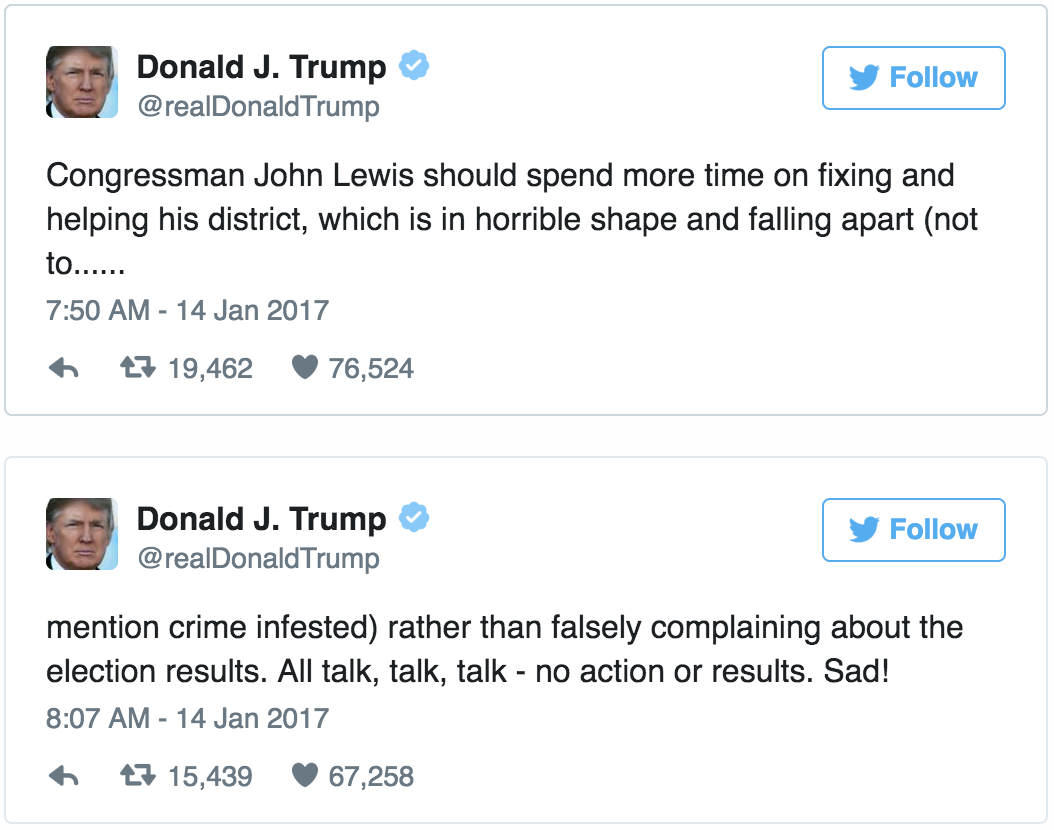 Donald J. Trump
@realDonaldTrump
Follow
Congressman John Lewis should spend more time on fixing and
helping his district, which is in horrible shape and falling apart (not
to......
7:50 AM - 14 Jan 2017
19,462 76,524
Donald J. Trump
@realDonaldTrump
Follow
mention crime infested) rather than falsely complaining about the
election results. All talk, talk, talk - no action or results. Sad!
8:07 AM - 14 Jan 2017
15,439 67,258